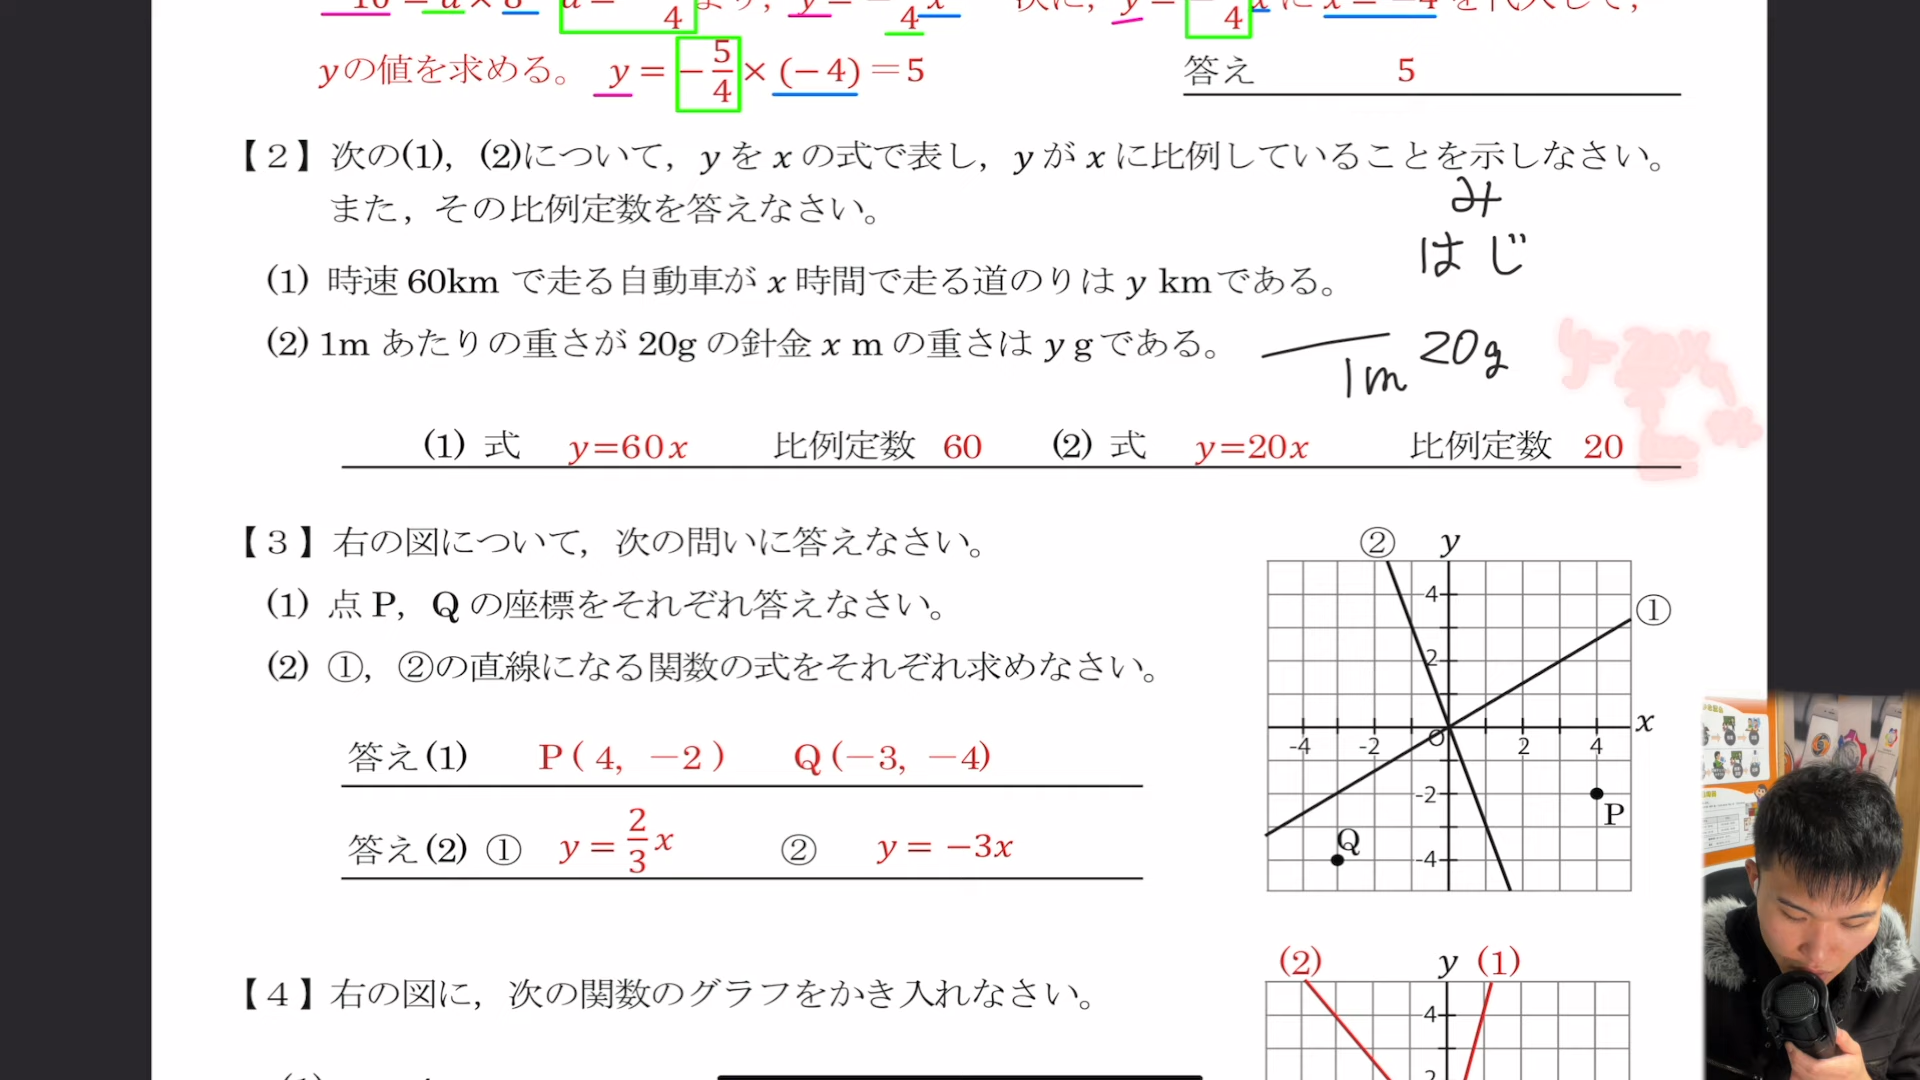 yの値を求める。 y = −5/4 × (−4) = 5 答え 5
【2】次の(1), (2)について, y を x の式で表し, y が x に比例していることを示しなさい。
また, その比例定数を答えなさい。
み
はじ
(1) 時速 60km で走る自動車が x 時間で走る道のりは y kmである。
(2) 1m あたりの重さが 20g の針金 x m の重さは y gである。
1m 20g
(1) 式 y=60x 比例定数 60 (2) 式 y=20x 比例定数 20
【3】右の図について, 次の問いに答えなさい。
(1) 点 P, Q の座標をそれぞれ答えなさい。
(2) ①, ②の直線になる関数の式をそれぞれ求めなさい。
答え(1) P(4, −2) Q(−3, −4)
答え(2) ① y = 2/3 x ② y = −3x
② y
①
4
2
-4 -2 O 2 4 x
-2
P
Q
-4
【4】右の図に, 次の関数のグラフをかき入れなさい。
(2) y (1)
4
2